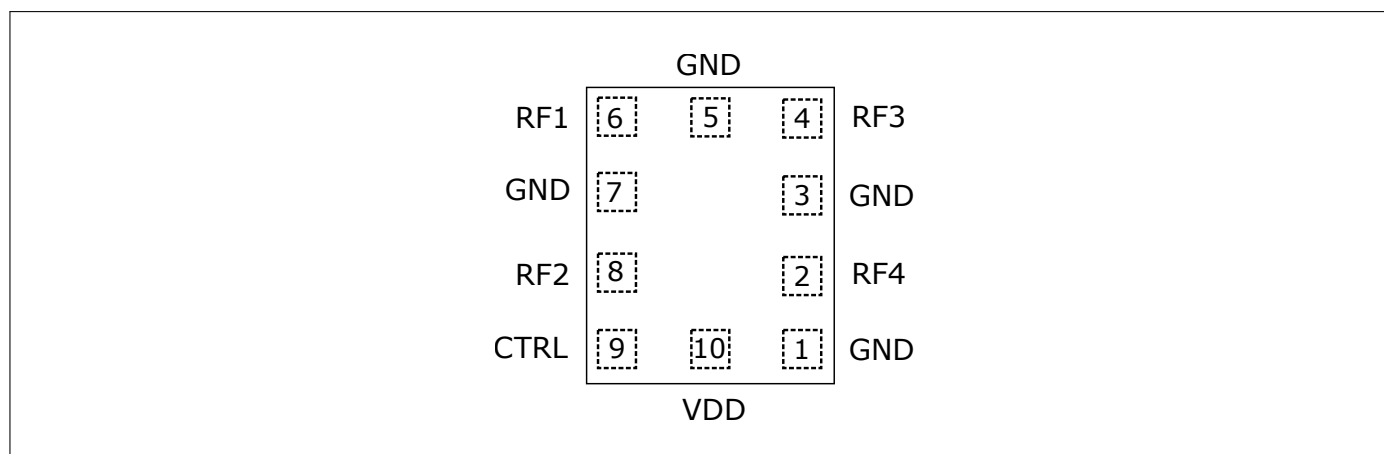 GND
RF1 6 5 4 RF3
GND 7 3 GND
RF2 8 2 RF4
CTRL 9 10 1 GND
VDD